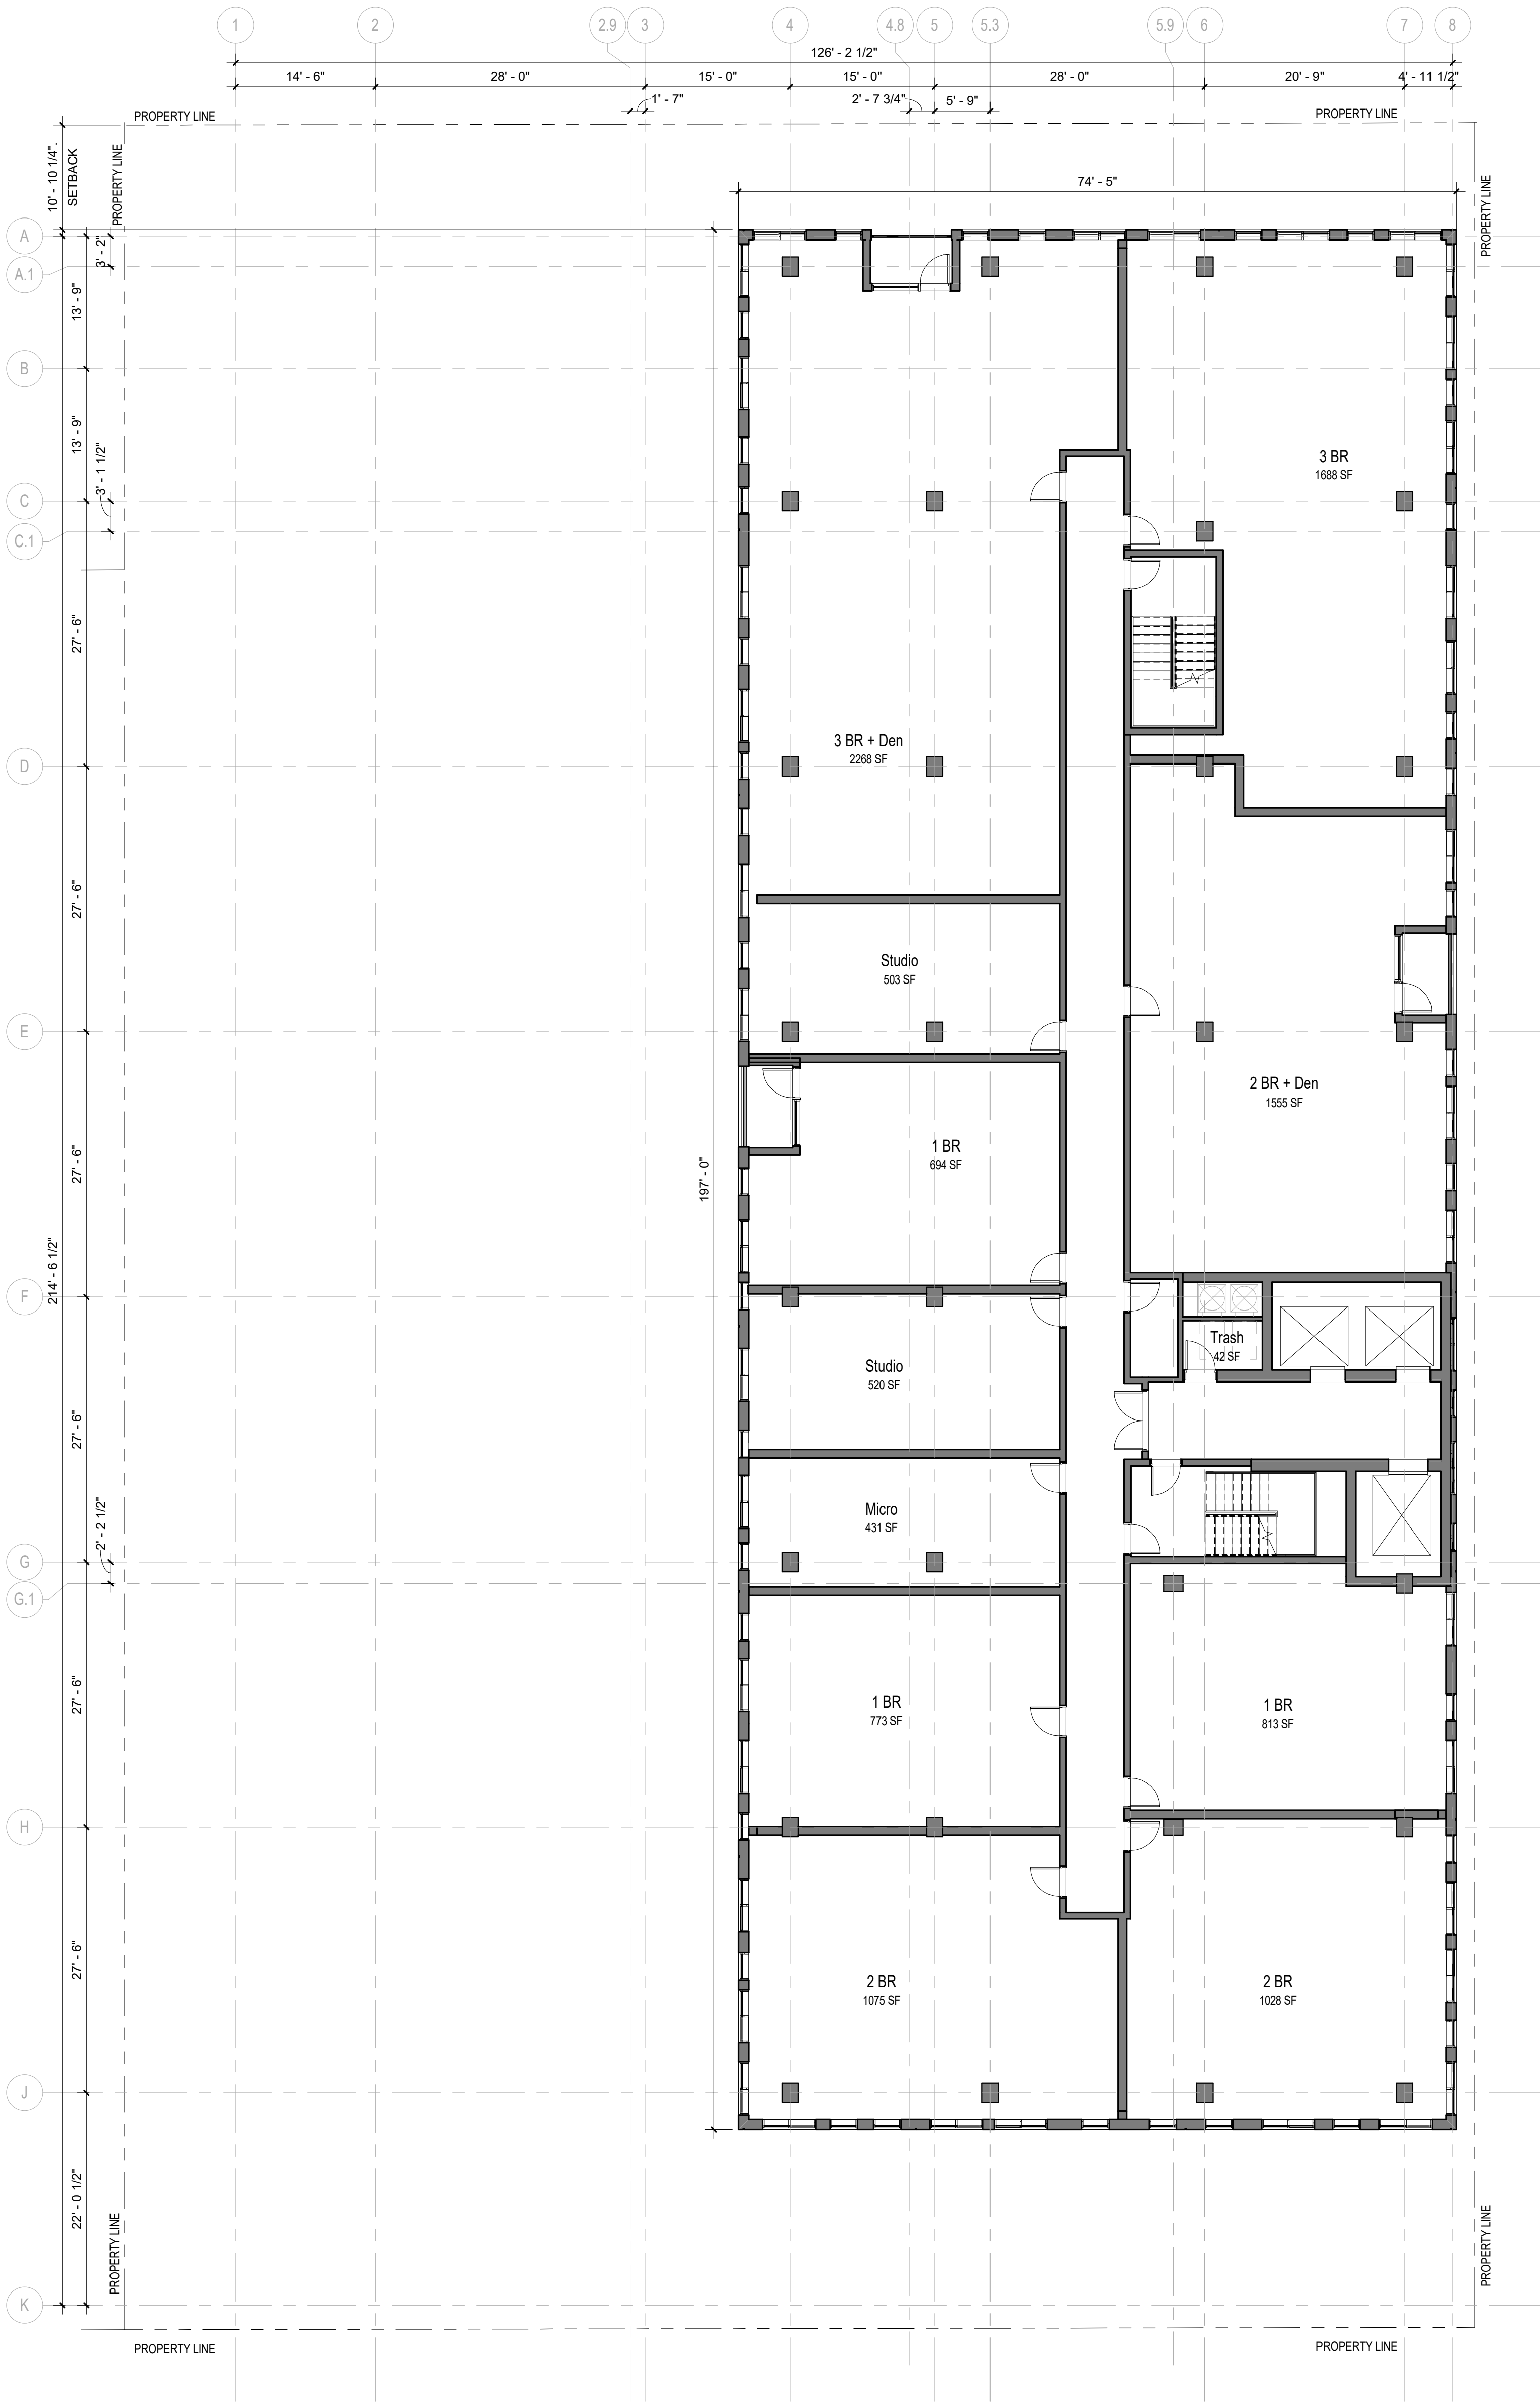 1 2 2.9 3 4 4.8 5 5.3 5.9 6 7 8
126' - 2 1/2"
14' - 6" 28' - 0" 15' - 0" 15' - 0" 28' - 0" 20' - 9" 4' - 11 1/2"
1' - 7" 2' - 7 3/4" 5' - 9"
PROPERTY LINE
PROPERTY LINE
10' - 10 1/4".
SETBACK
PROPERTY LINE
PROPERTY LINE
74' - 5"
A
3' - 2"
A.1
13' - 9"
B
13' - 9"
3' - 1 1/2"
3 BR
1688 SF
C
C.1
27' - 6"
3 BR + Den
2268 SF
D
27' - 6"
Studio
503 SF
E
2 BR + Den
1555 SF
1 BR
694 SF
27' - 6"
197' - 0"
214' - 6 1/2"
F
Trash
42 SF
Studio
520 SF
27' - 6"
Micro
431 SF
2' - 2 1/2"
G
G.1
27' - 6"
1 BR
773 SF
1 BR
813 SF
H
27' - 6"
2 BR
1075 SF
2 BR
1028 SF
J
22' - 0 1/2"
PROPERTY LINE
PROPERTY LINE
K
PROPERTY LINE
PROPERTY LINE